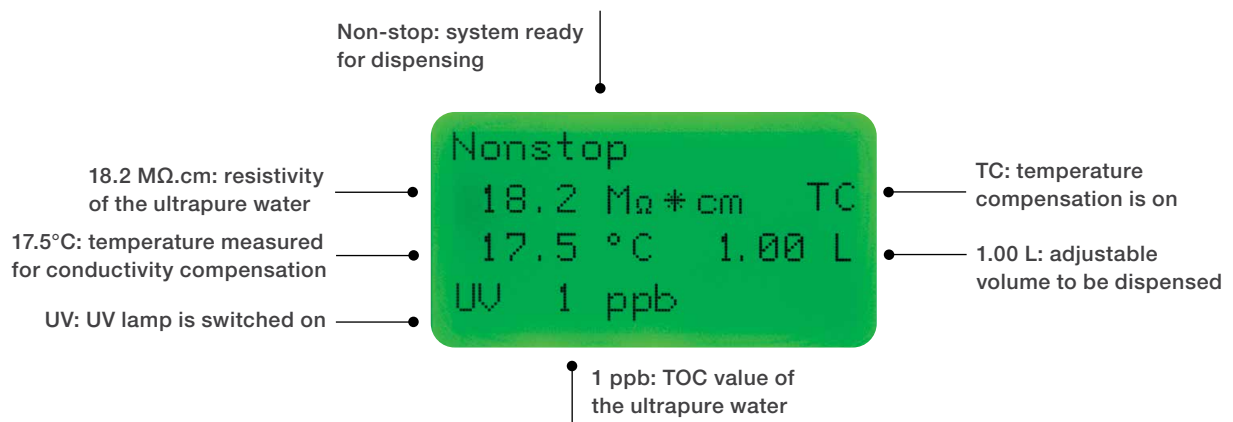 Non-stop: system ready
for dispensing
18.2 MΩ.cm: resistivity
of the ultrapure water
17.5°C: temperature measured
for conductivity compensation
UV: UV lamp is switched on
Nonstop
18.2 MΩ*cm TC
17.5 °C 1.00 L
UV 1 ppb
TC: temperature
compensation is on
1.00 L: adjustable
volume to be dispensed
1 ppb: TOC value of
the ultrapure water